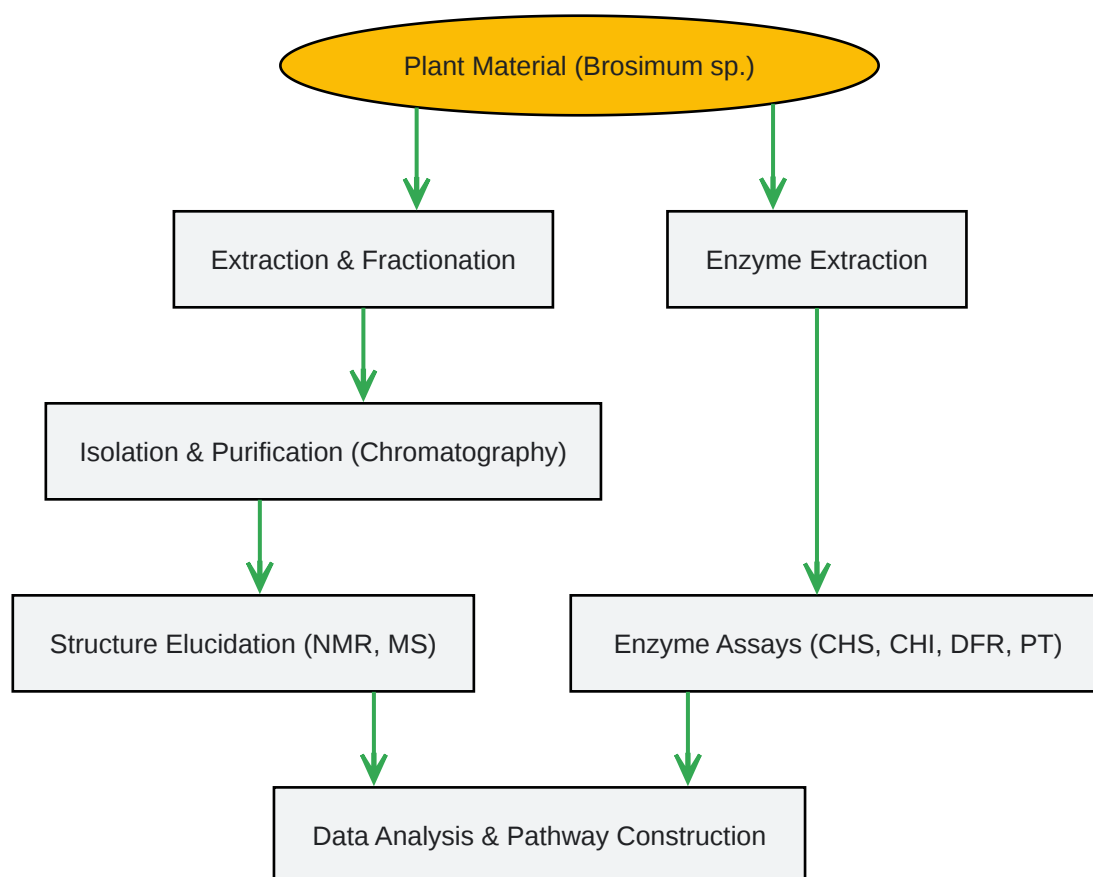 Plant Material (Brosimum sp.)
Extraction & Fractionation
Enzyme Extraction
Isolation & Purification (Chromatography)
Structure Elucidation (NMR, MS)
Enzyme Assays (CHS, CHI, DFR, PT)
Data Analysis & Pathway Construction